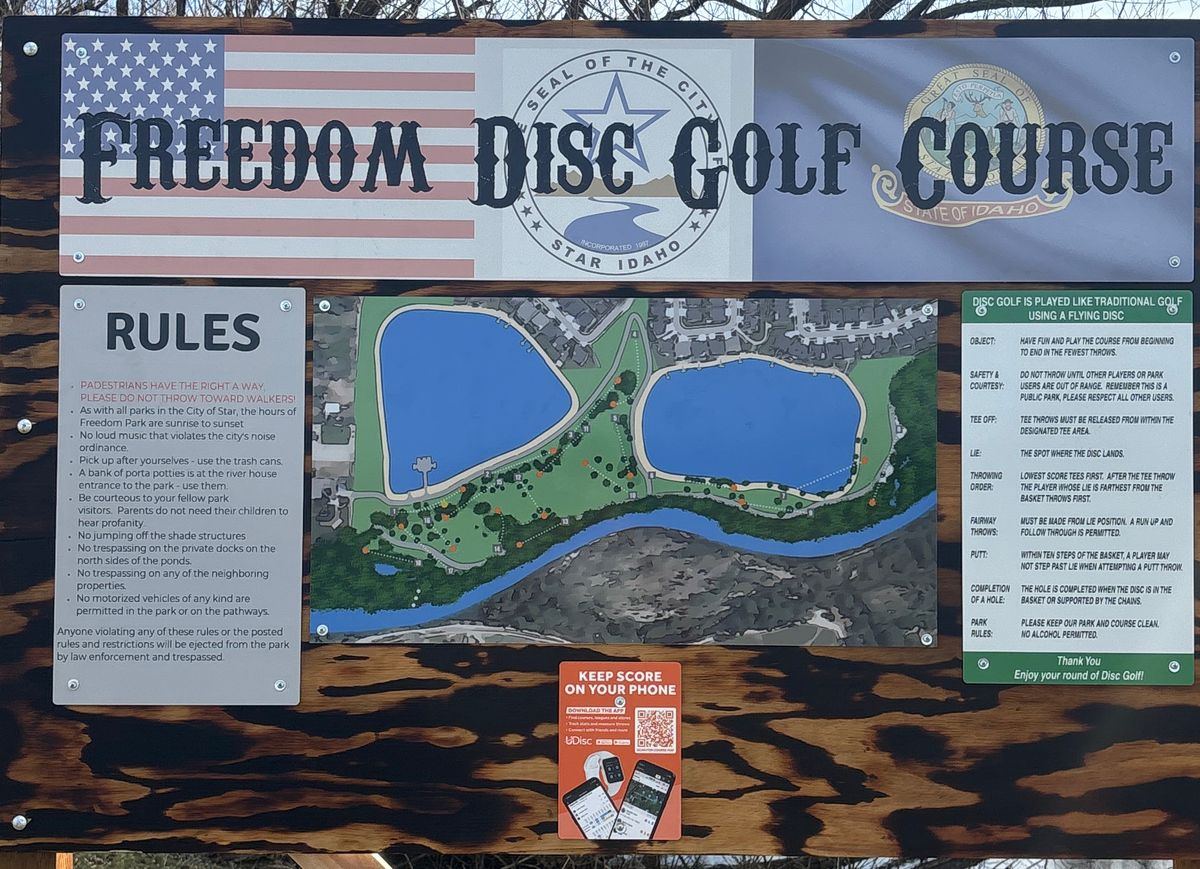 FREEDOM DISC GOLF COURSE
SEAL OF THE CITY
STAR IDAHO
INCORPORATED 1997
GREAT SEAL OF
STATE OF IDAHO
RULES
• PADESTRIANS HAVE THE RIGHT A WAY,
PLEASE DO NOT THROW TOWARD WALKERS!
• As with all parks in the City of Star, the hours of
Freedom Park are sunrise to sunset
• No loud music that violates the city's noise
ordinance.
• Pick up after yourselves - use the trash cans.
• A bank of porta potties is at the river house
entrance to the park - use them.
• Be courteous to your fellow park
visitors. Parents do not need their children to
hear profanity.
• No jumping off the shade structures
• No trespassing on the private docks on the
north sides of the ponds.
• No trespassing on any of the neighboring
properties.
• No motorized vehicles of any kind are
permitted in the park or on the pathways.
Anyone violating any of these rules or the posted
rules and restrictions will be ejected from the park
by law enforcement and trespassed.
DISC GOLF IS PLAYED LIKE TRADITIONAL GOLF
USING A FLYING DISC
OBJECT: HAVE FUN AND PLAY THE COURSE FROM BEGINNING
TO END IN THE FEWEST THROWS.
SAFETY & DO NOT THROW UNTIL OTHER PLAYERS OR PARK
COURTESY: USERS ARE OUT OF RANGE. REMEMBER THIS IS A
PUBLIC PARK, PLEASE RESPECT ALL OTHER USERS.
TEE OFF: TEE THROWS MUST BE RELEASED FROM WITHIN THE
DESIGNATED TEE AREA.
LIE: THE SPOT WHERE THE DISC LANDS.
THROWING LOWEST SCORE TEES FIRST. AFTER THE TEE THROW
ORDER: THE PLAYER WHOSE LIE IS FARTHEST FROM THE
BASKET THROWS FIRST.
FAIRWAY MUST BE MADE FROM LIE POSITION. A RUN UP AND
THROWS: FOLLOW THROUGH IS PERMITTED.
PUTT: WITHIN TEN STEPS OF THE BASKET, A PLAYER MAY
NOT STEP PAST LIE WHEN ATTEMPTING A PUTT THROW.
COMPLETION THE HOLE IS COMPLETED WHEN THE DISC IS IN THE
OF A HOLE: BASKET OR SUPPORTED BY THE CHAINS.
PARK PLEASE KEEP OUR PARK AND COURSE CLEAN.
RULES: NO ALCOHOL PERMITTED.
Thank You
Enjoy your round of Disc Golf!
KEEP SCORE
ON YOUR PHONE
DOWNLOAD THE APP
• Find courses, leagues and stores
• Track stats and measure throws
• Connect with friends and more
UDisc